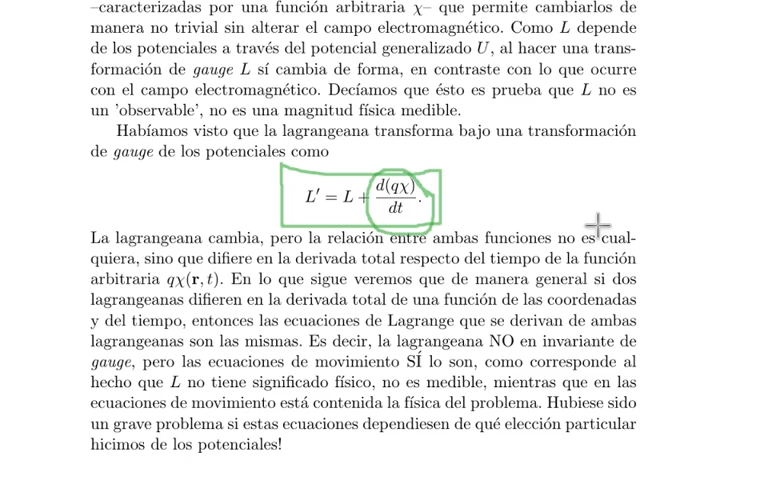 –caracterizadas por una función arbitraria χ– que permite cambiarlos de
manera no trivial sin alterar el campo electromagnético. Como L depende
de los potenciales a través del potencial generalizado U, al hacer una trans-
formación de gauge L sí cambia de forma, en contraste con lo que ocurre
con el campo electromagnético. Decíamos que ésto es prueba que L no es
un 'observable', no es una magnitud física medible.
Habíamos visto que la lagrangeana transforma bajo una transformación
de gauge de los potenciales como
L′ = L + d(qχ)/dt.
La lagrangeana cambia, pero la relación entre ambas funciones no es cual-
quiera, sino que difiere en la derivada total respecto del tiempo de la función
arbitraria qχ(r, t). En lo que sigue veremos que de manera general si dos
lagrangeanas difieren en la derivada total de una función de las coordenadas
y del tiempo, entonces las ecuaciones de Lagrange que se derivan de ambas
lagrangeanas son las mismas. Es decir, la lagrangeana NO en invariante de
gauge, pero las ecuaciones de movimiento SÍ lo son, como corresponde al
hecho que L no tiene significado físico, no es medible, mientras que en las
ecuaciones de movimiento está contenida la física del problema. Hubiese sido
un grave problema si estas ecuaciones dependiesen de qué elección particular
hicimos de los potenciales!